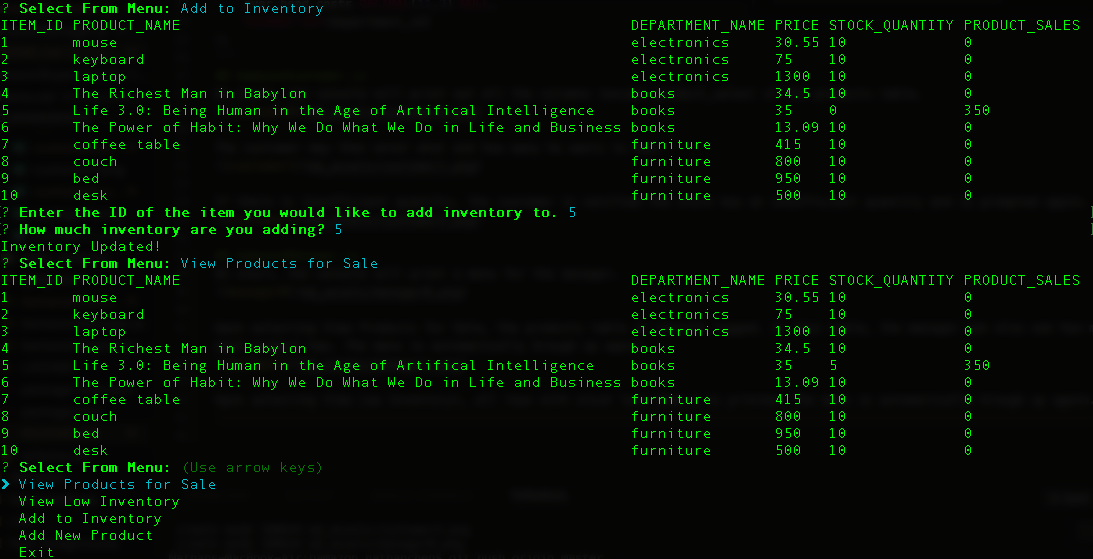 ? Select From Menu: Add to Inventory
ITEM_ID PRODUCT_NAME DEPARTMENT_NAME PRICE STOCK_QUANTITY PRODUCT_SALES
1 mouse electronics 30.55 10 0
2 keyboard electronics 75 10 0
3 laptop electronics 1300 10 0
4 The Richest Man in Babylon books 34.5 10 0
5 Life 3.0: Being Human in the Age of Artifical Intelligence books 35 0 350
6 The Power of Habit: Why We Do What We Do in Life and Business books 13.09 10 0
7 coffee table furniture 415 10 0
8 couch furniture 800 10 0
9 bed furniture 950 10 0
10 desk furniture 500 10 0
? Enter the ID of the item you would like to add inventory to. 5
? How much inventory are you adding? 5
Inventory Updated!
? Select From Menu: View Products for Sale
ITEM_ID PRODUCT_NAME DEPARTMENT_NAME PRICE STOCK_QUANTITY PRODUCT_SALES
1 mouse electronics 30.55 10 0
2 keyboard electronics 75 10 0
3 laptop electronics 1300 10 0
4 The Richest Man in Babylon books 34.5 10 0
5 Life 3.0: Being Human in the Age of Artifical Intelligence books 35 5 350
6 The Power of Habit: Why We Do What We Do in Life and Business books 13.09 10 0
7 coffee table furniture 415 10 0
8 couch furniture 800 10 0
9 bed furniture 950 10 0
10 desk furniture 500 10 0
? Select From Menu: (Use arrow keys)
❯ View Products for Sale
View Low Inventory
Add to Inventory
Add New Product
Exit